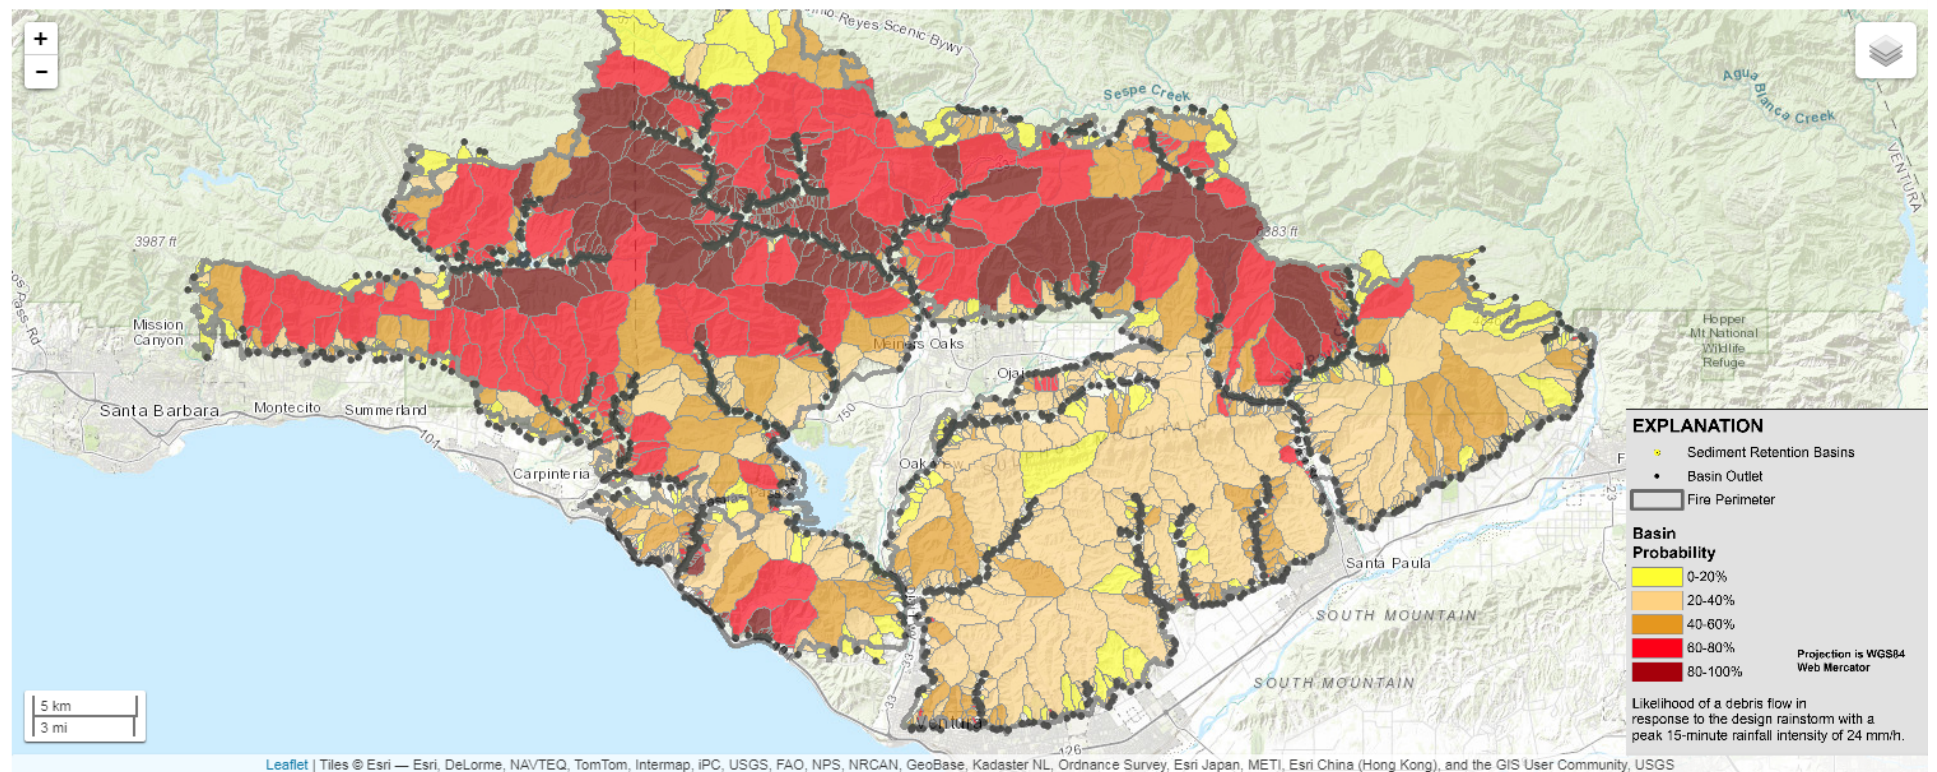 +
−
-Reyes Scenic Bywy
Sespe Creek
Agua
Blanca Creek
VENTURA
3987 ft
383 ft
Mission
Canyon
Meiners Oaks
Hopper
Mt National
Wildlife
Refuge
Ojai
Santa Barbara
Montecito
Summerland
150
101
Carpinteria
Oak View
F
23
Santa Paula
SOUTH MOUNTAIN
33
SOUTH MOUNTAIN
33
Ventura
126
5 km
3 mi
EXPLANATION
Sediment Retention Basins
Basin Outlet
Fire Perimeter
Basin
Probability
0-20%
20-40%
40-60%
60-80%
80-100%
Projection is WGS84
Web Mercator
Likelihood of a debris flow in
response to the design rainstorm with a
peak 15-minute rainfall intensity of 24 mm/h.
Leaflet | Tiles © Esri — Esri, DeLorme, NAVTEQ, TomTom, Intermap, iPC, USGS, FAO, NPS, NRCAN, GeoBase, Kadaster NL, Ordnance Survey, Esri Japan, METI, Esri China (Hong Kong), and the GIS User Community, USGS